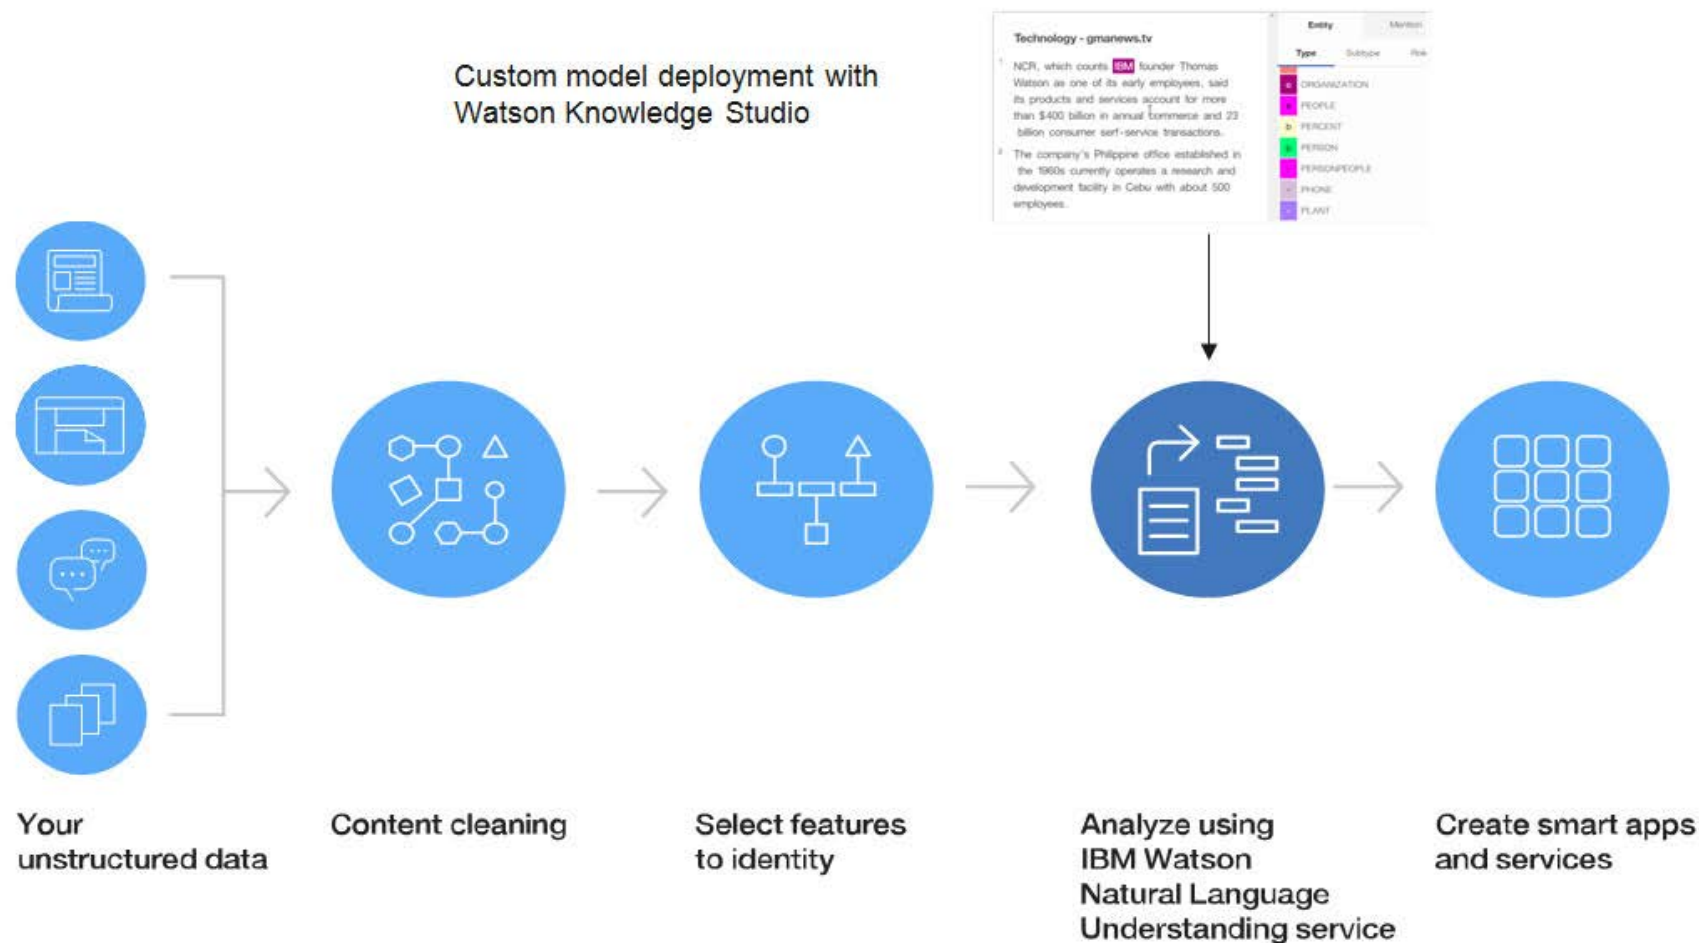 Custom model deployment with
Watson Knowledge Studio
Technology - gmanews.tv
1 NCR, which counts IBM founder Thomas
Watson as one of its early employees, said
its products and services account for more
than $400 billion in annual commerce and 23
billion consumer serf-service transactions.
2 The company's Philippine office established in
the 1960s currently operates a research and
development facility in Cebu with about 500
employees.
Entity Mention
Type Subtype
ORGANIZATION
PEOPLE
b PERCENT
PERSON
PERSONPEOPLE
PHONE
PLANT
Your
unstructured data
Content cleaning
Select features
to identity
Analyze using
IBM Watson
Natural Language
Understanding service
Create smart apps
and services